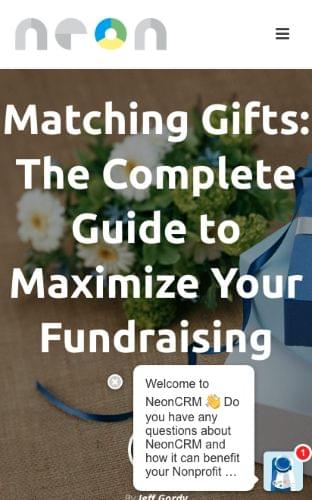 neon
Matching Gifts:
The Complete
Guide to
Maximize Your
Fundraising
Welcome to
NeonCRM 👋 Do
you have any
questions about
NeonCRM and
how it can benefit
your Nonprofit ...
1
By Jeff Gordy